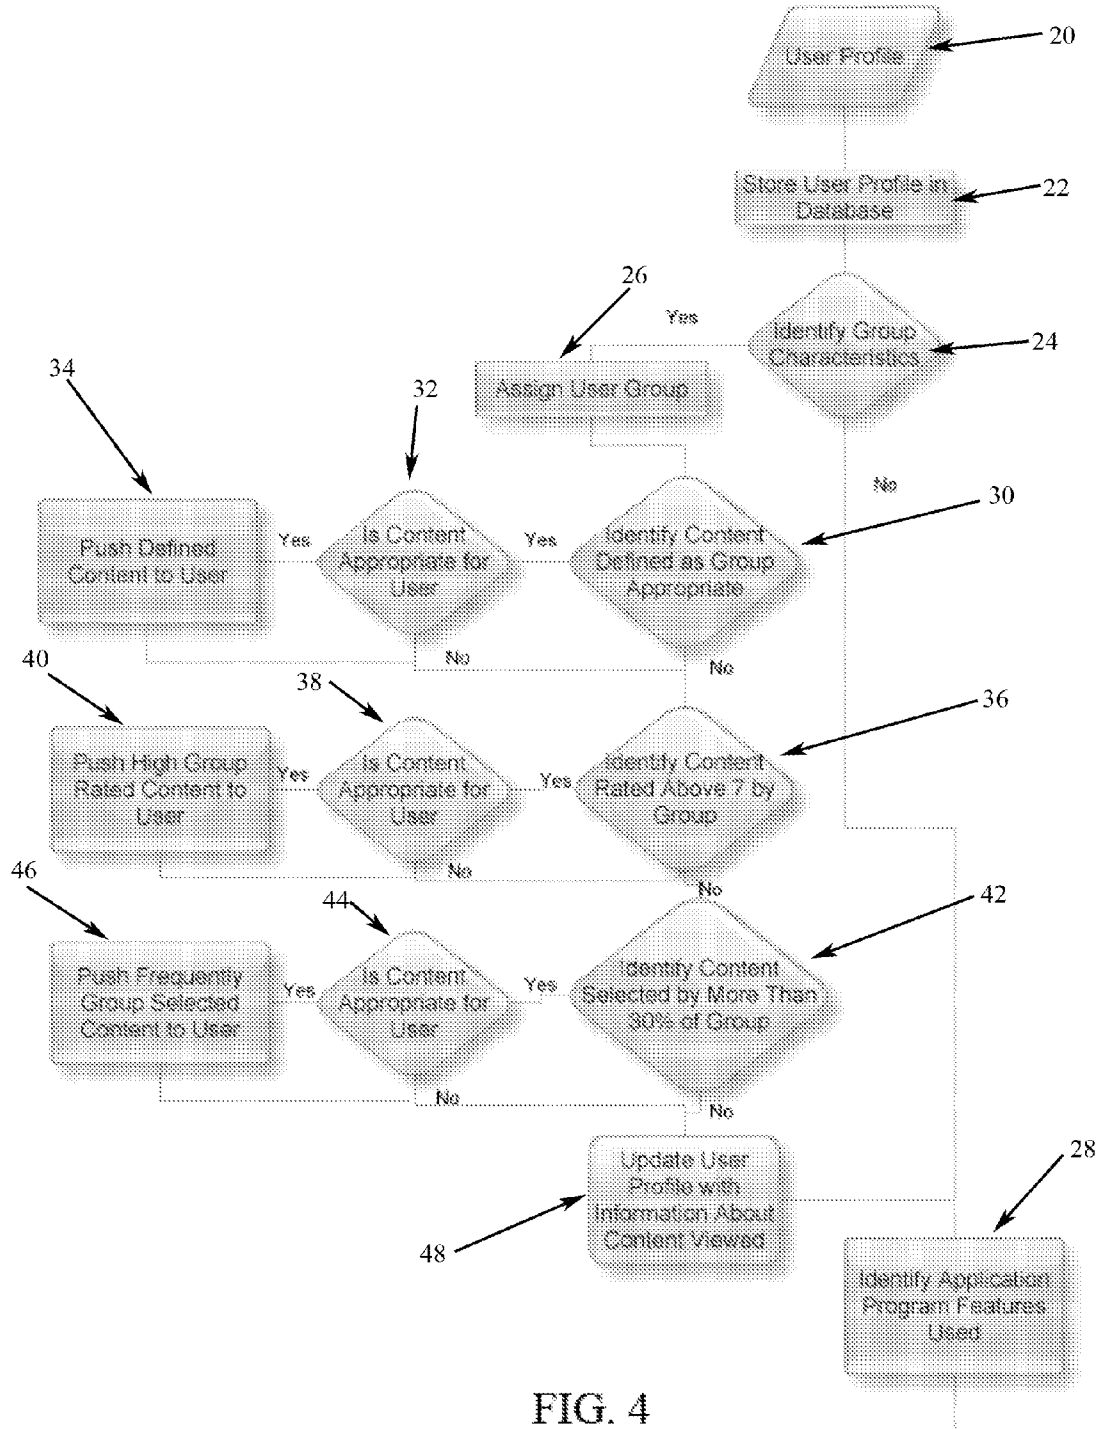 20
User Profile
Store User Profile in
Database
22
26
Yes
Identify Group
Characteristics
24
Assign User Group
34
32
No
30
Push Defined
Content to User
Yes
Is Content
Appropriate for
User
Yes
Identify Content
Defined as Group
Appropriate
No
No
40
38
36
Push High Group
Rated Content to
User
Yes
Is Content
Appropriate for
User
Yes
Identify Content
Rated Above 7 by
Group
No
No
46
44
42
Push Frequently
Group Selected
Content to User
Yes
Is Content
Appropriate for
User
Yes
Identify Content
Selected by More Than
30% of Group
No
No
Update User
Profile with
Information About
Content Viewed
48
28
Identify Application
Program Features
Used
FIG. 4